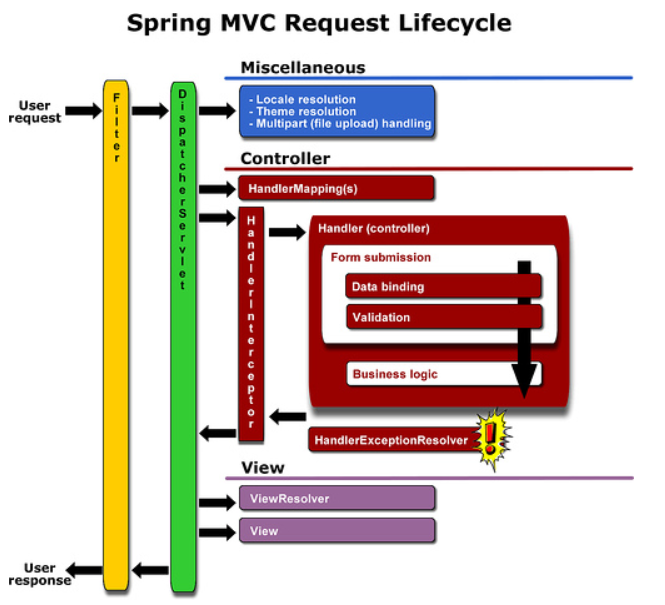 Spring MVC Request Lifecycle
Miscellaneous
User
request
Filter
DispatcherServlet
- Locale resolution
- Theme resolution
- Multipart (file upload) handling
Controller
HandlerMapping(s)
HandlerInterceptor
Handler (controller)
Form submission
Data binding
Validation
Business logic
HandlerExceptionResolver
!
View
ViewResolver
View
User
response